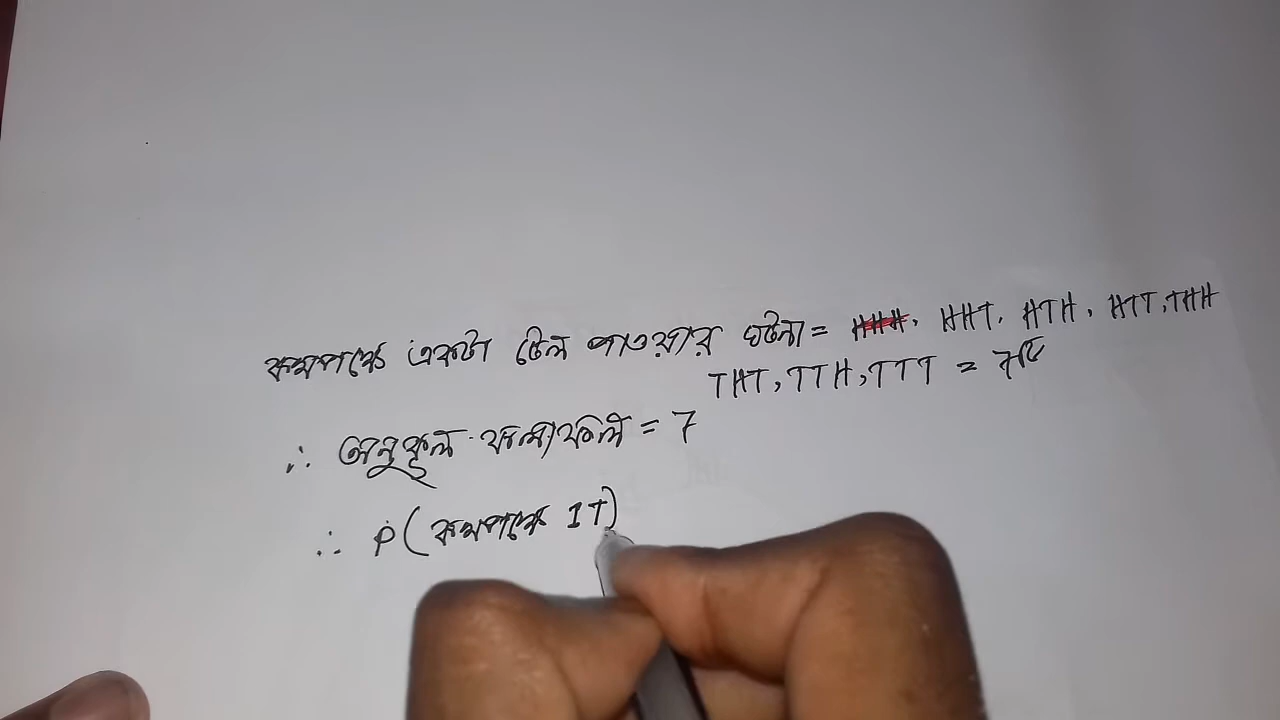 কমপক্ষে একটা টেল পাওয়ার ঘটনা = HHH, HHT, HTH, HTT, THH
THT, TTH, TTT = 7টি
∴ অনুকূল ফলাফল = 7
∴ P( কমপক্ষে 1T)